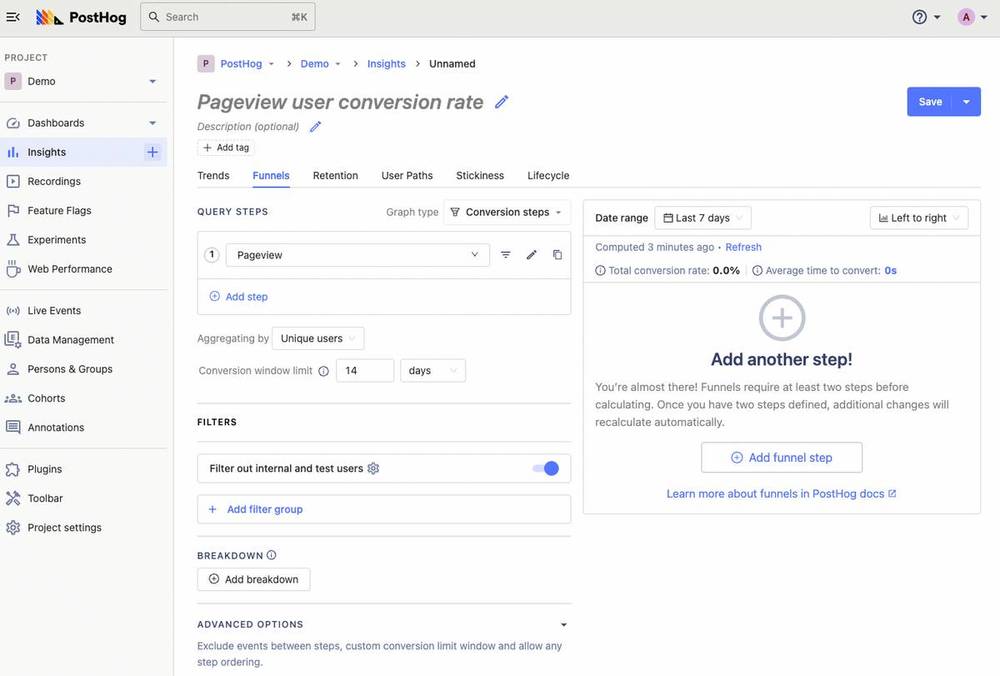 PostHog
Search ⌘K
A
PROJECT
P Demo
Dashboards
Insights
Recordings
Feature Flags
Experiments
Web Performance
Live Events
Data Management
Persons & Groups
Cohorts
Annotations
Plugins
Toolbar
Project settings
P PostHog > Demo > Insights > Unnamed
Pageview user conversion rate
Save
Description (optional)
+ Add tag
Trends Funnels Retention User Paths Stickiness Lifecycle
QUERY STEPS Graph type Conversion steps
1 Pageview
Add step
Aggregating by Unique users
Conversion window limit 14 days
FILTERS
Filter out internal and test users
+ Add filter group
BREAKDOWN
Add breakdown
ADVANCED OPTIONS
Exclude events between steps, custom conversion limit window and allow any
step ordering.
Date range Last 7 days Left to right
Computed 3 minutes ago • Refresh
Total conversion rate: 0.0% Average time to convert: 0s
Add another step!
You're almost there! Funnels require at least two steps before
calculating. Once you have two steps defined, additional changes will
recalculate automatically.
Add funnel step
Learn more about funnels in PostHog docs